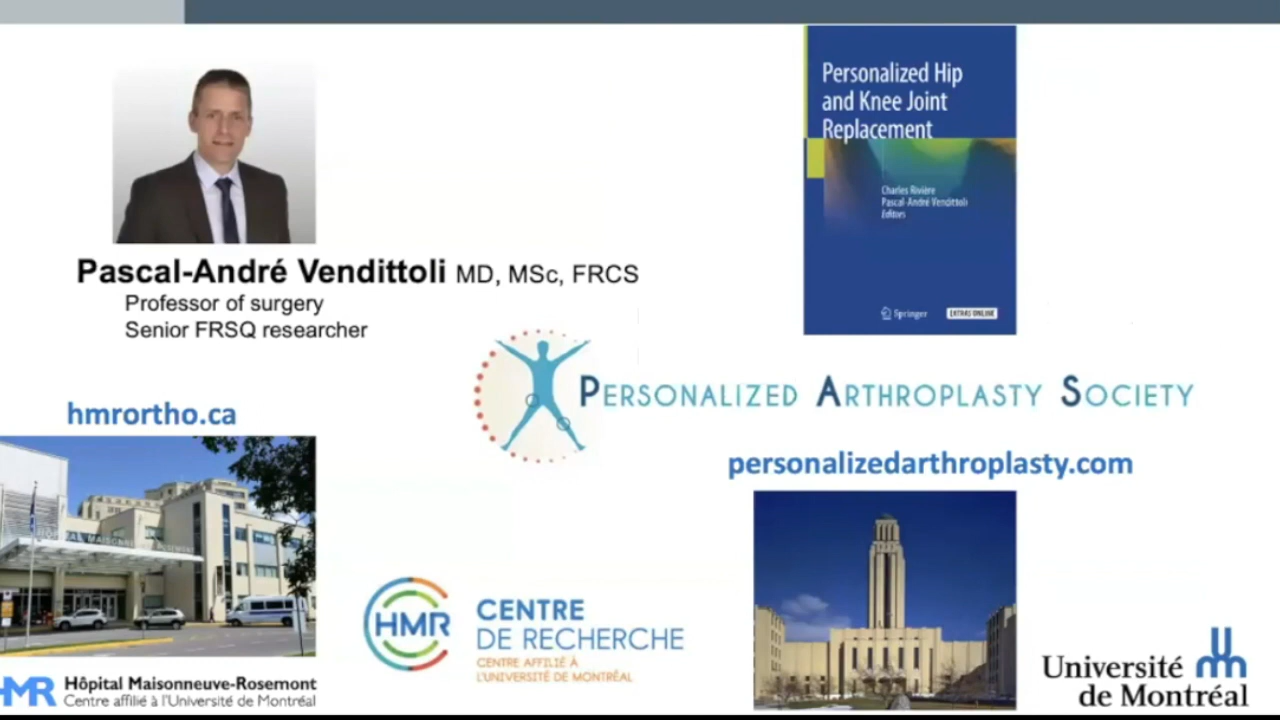 Pascal-André Vendittoli MD, MSc, FRCS
Professor of surgery
Senior FRSQ researcher
Personalized Hip
and Knee Joint
Replacement
Charles Rivière
Pascal-André Vendittoli
Editors
Springer
EXTRAS ONLINE
PERSONALIZED ARTHROPLASTY SOCIETY
hmrortho.ca
personalizedarthroplasty.com
HMR
CENTRE
DE RECHERCHE
CENTRE AFFILIÉ À
L'UNIVERSITÉ DE MONTRÉAL
HMR Hôpital Maisonneuve-Rosemont
Centre affilié à l'Université de Montréal
Université
de Montréal